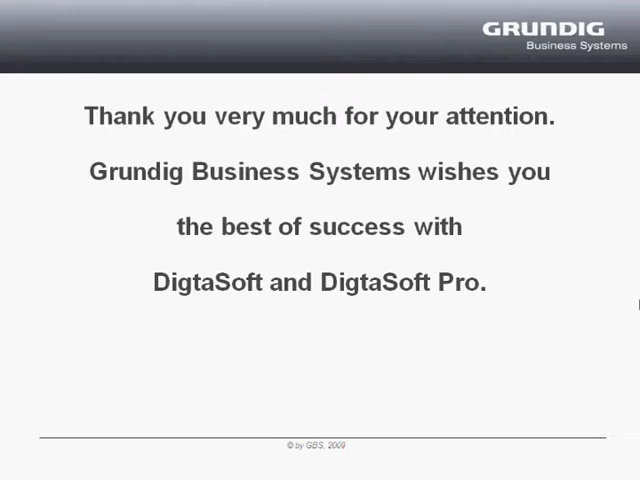 GRUNDIG
Business Systems
Thank you very much for your attention.
Grundig Business Systems wishes you
the best of success with
DigtaSoft and DigtaSoft Pro.
© by GBS, 2009